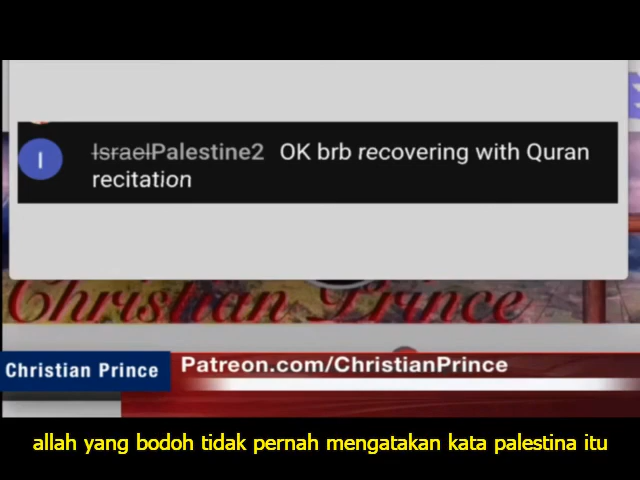 I
IsraelPalestine2 OK brb recovering with Quran
recitation
Christian Prince
Christian Prince
Patreon.com/ChristianPrince
allah yang bodoh tidak pernah mengatakan kata palestina itu